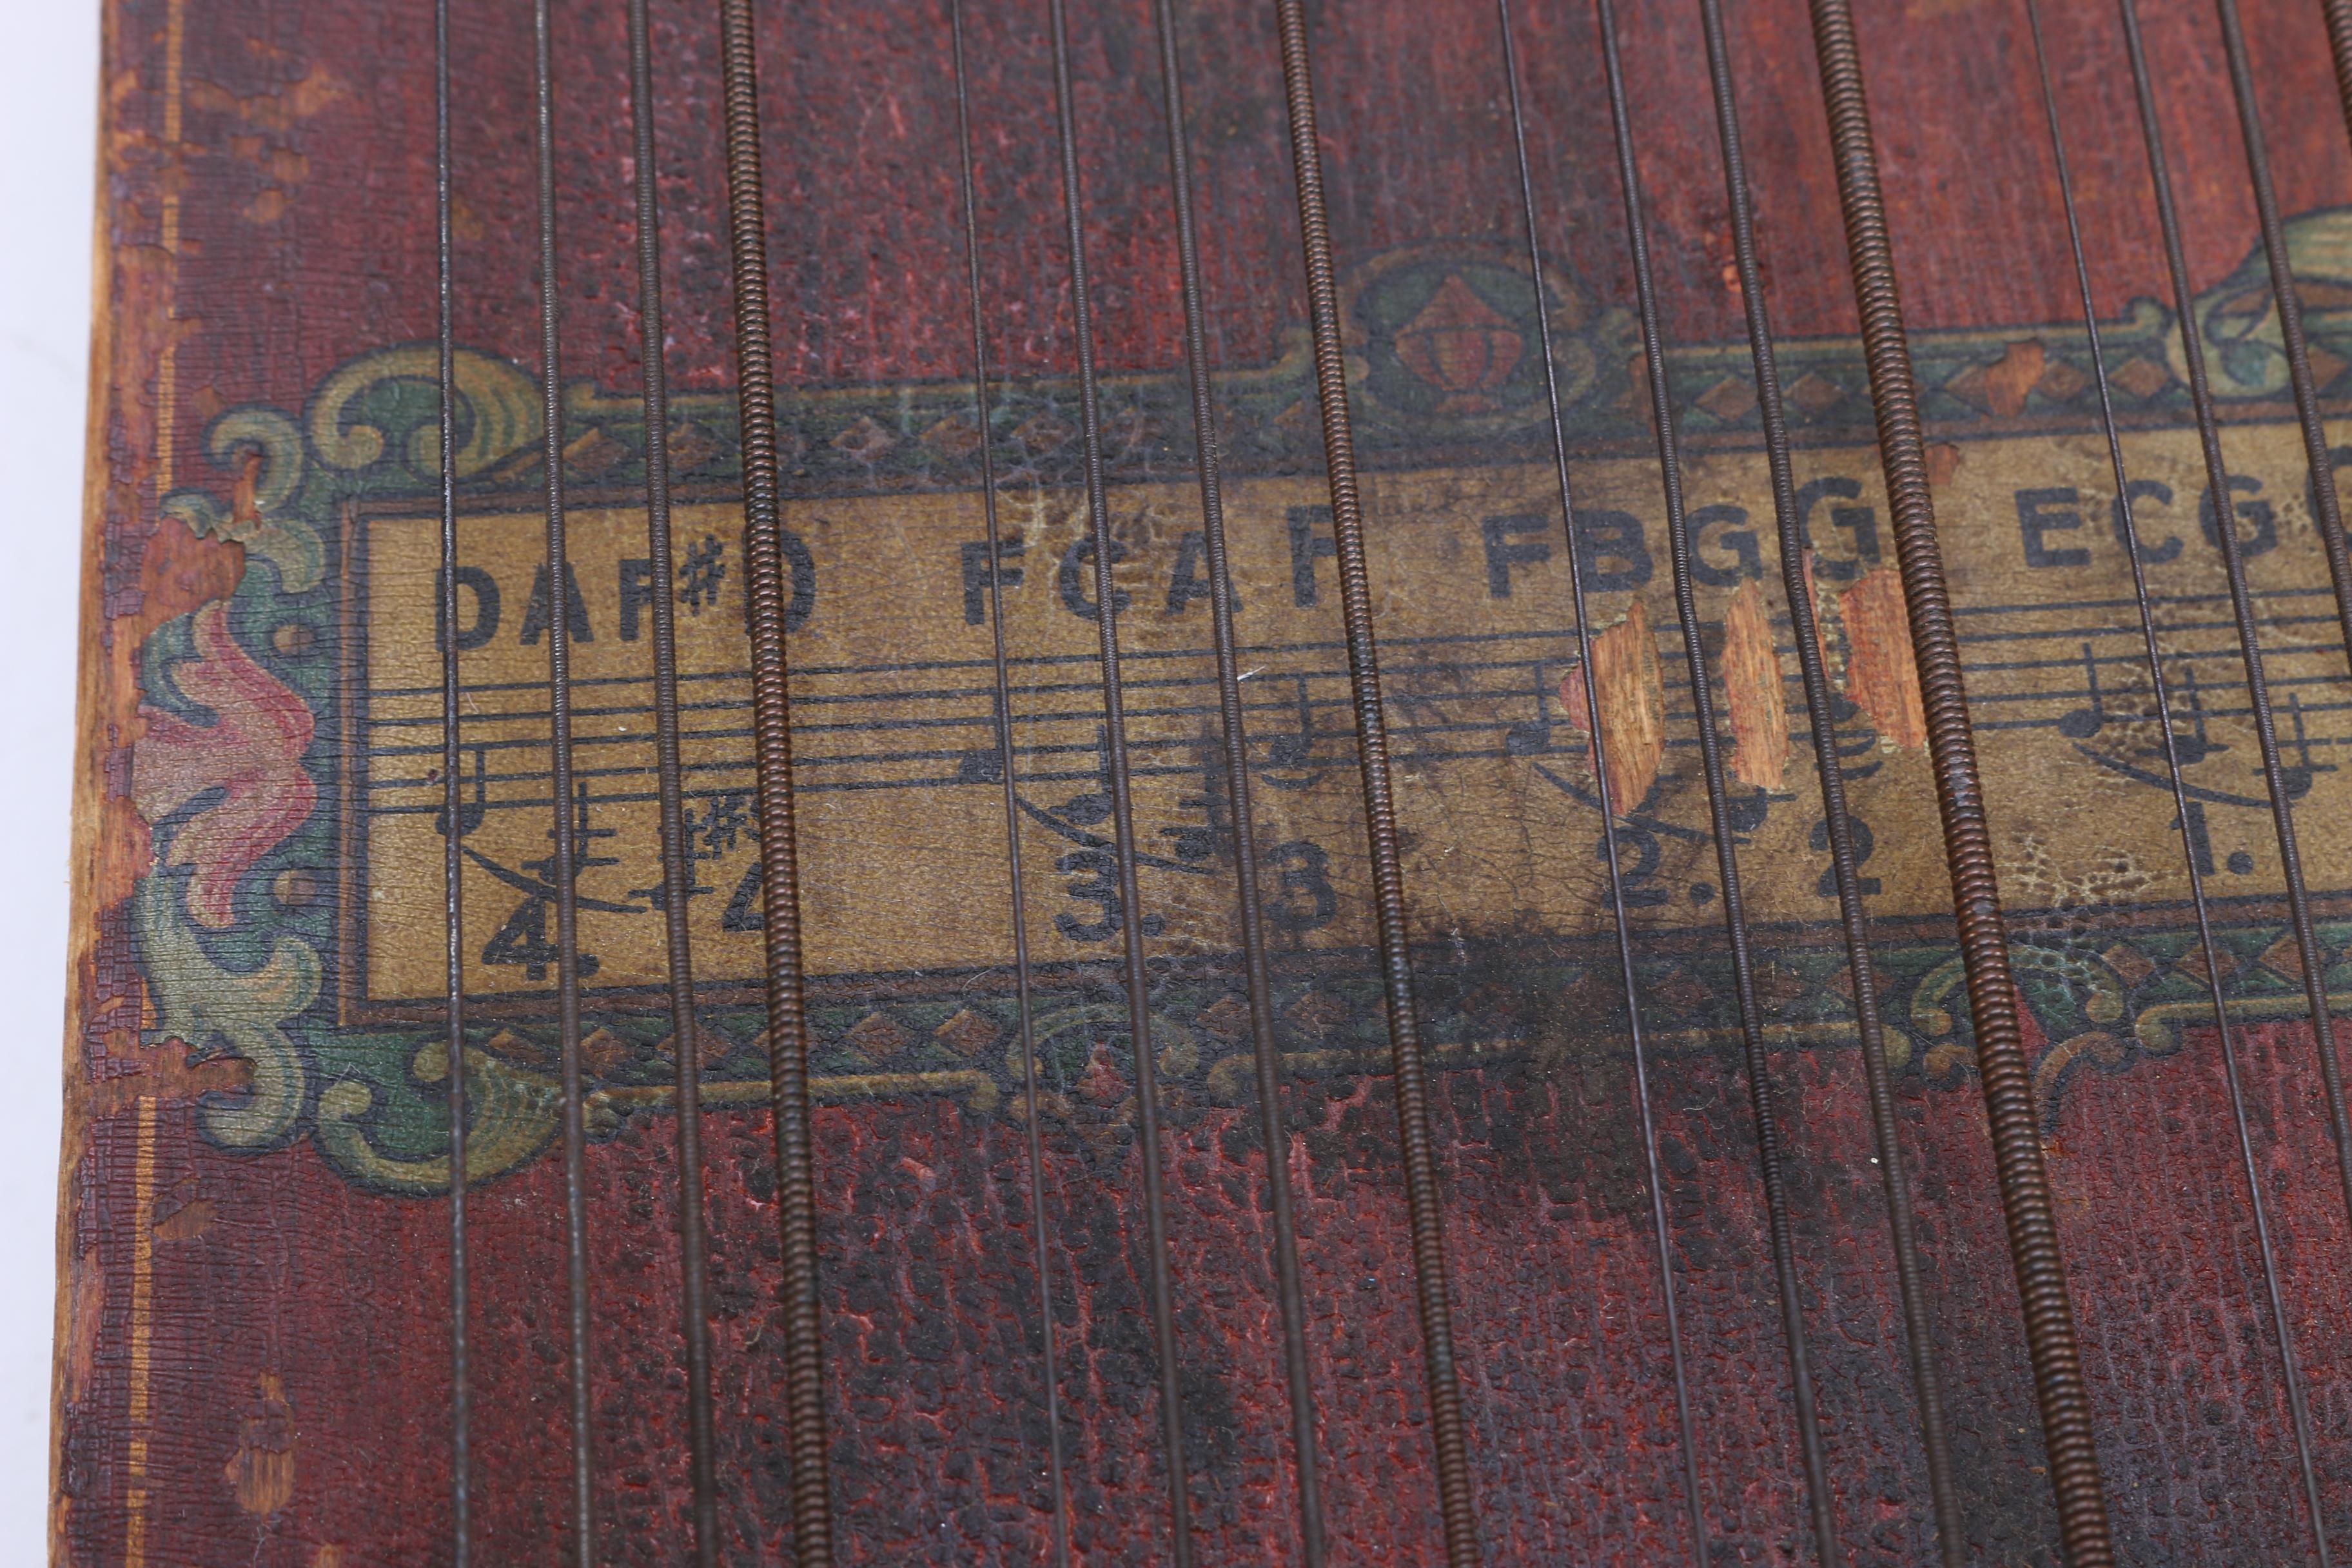 DAF#D FCAF FBGG ECG
4. 4 3. 3 2. 2 1.